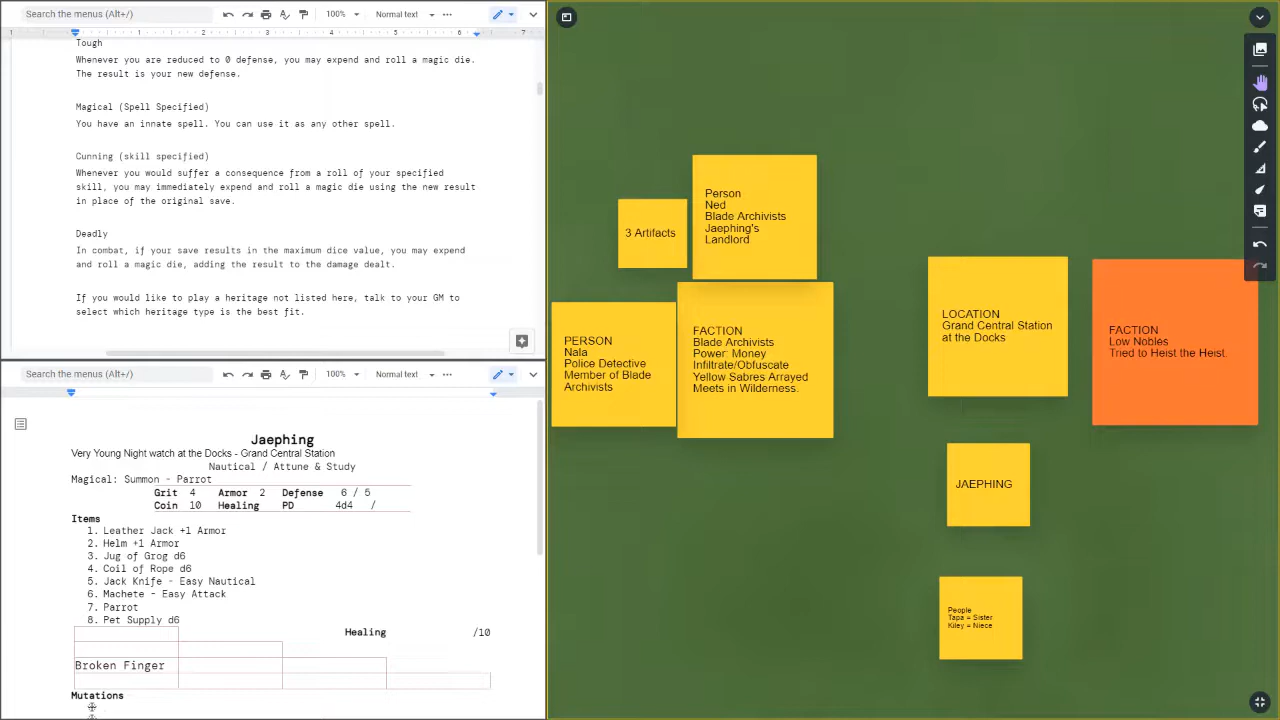 Search the menus (Alt+/)
100%
Normal text
1
1
2
3
4
5
6
7
Tough
Whenever you are reduced to 0 defense, you may expend and roll a magic die.
The result is your new defense.
Magical (Spell Specified)
You have an innate spell. You can use it as any other spell.
Cunning (skill specified)
Whenever you would suffer a consequence from a roll of your specified
skill, you may immediately expend and roll a magic die using the new result
in place of the original save.
Deadly
In combat, if your save results in the maximum dice value, you may expend
and roll a magic die, adding the result to the damage dealt.
If you would like to play a heritage not listed here, talk to your GM to
select which heritage type is the best fit.
Search the menus (Alt+/)
100%
Normal text
Jaephing
Very Young Night watch at the Docks - Grand Central Station
Nautical / Attune & Study
Magical: Summon - Parrot
Grit 4 Armor 2 Defense 6 / 5
Coin 10 Healing PD 4d4 /
Items
1. Leather Jack +1 Armor
2. Helm +1 Armor
3. Jug of Grog d6
4. Coil of Rope d6
5. Jack Knife - Easy Nautical
6. Machete - Easy Attack
7. Parrot
8. Pet Supply d6
Healing /10
Broken Finger
Mutations
3 Artifacts
Person
Ned
Blade Archivists
Jaephing's
Landlord
PERSON
Nala
Police Detective
Member of Blade
Archivists
FACTION
Blade Archivists
Power: Money
Infiltrate/Obfuscate
Yellow Sabres Arrayed
Meets in Wilderness.
LOCATION
Grand Central Station
at the Docks
FACTION
Low Nobles
Tried to Heist the Heist.
JAEPHING
People
Tapa = Sister
Kiley = Niece